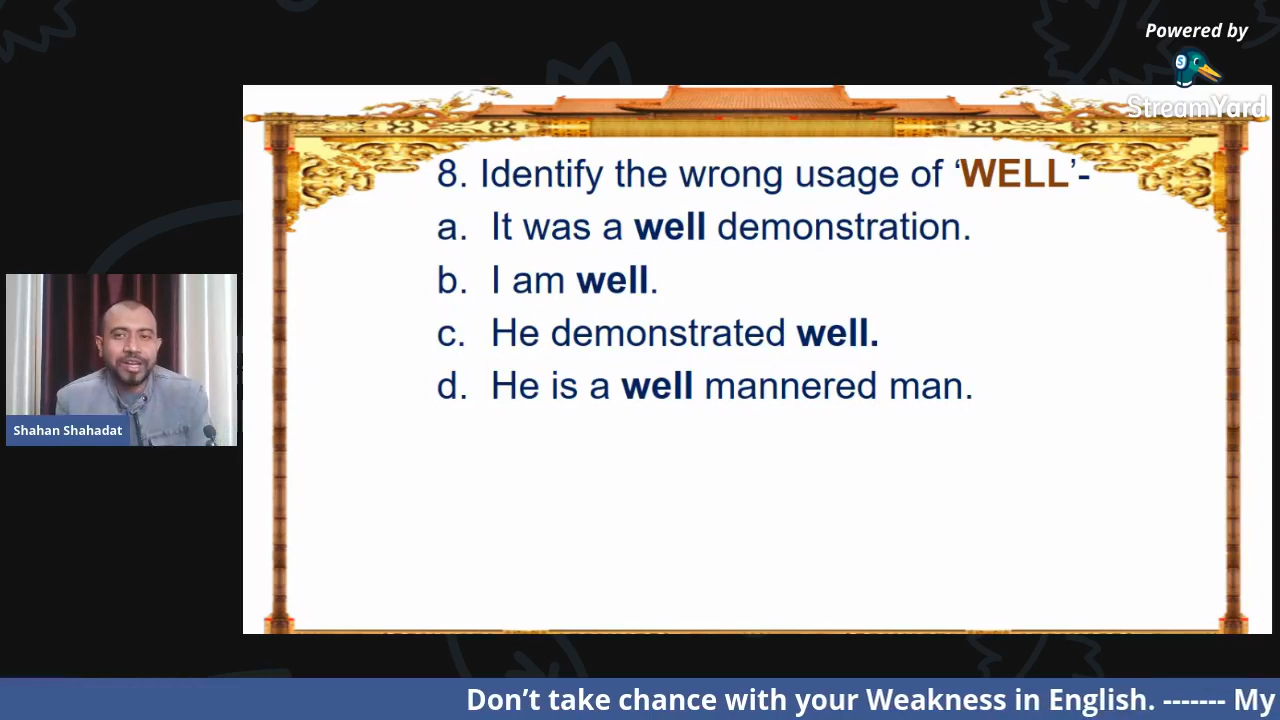 Powered by
StreamYard
8. Identify the wrong usage of ‘WELL’-
a. It was a well demonstration.
b. I am well.
c. He demonstrated well.
d. He is a well mannered man.
Shahan Shahadat
Don’t take chance with your Weakness in English. ------- My